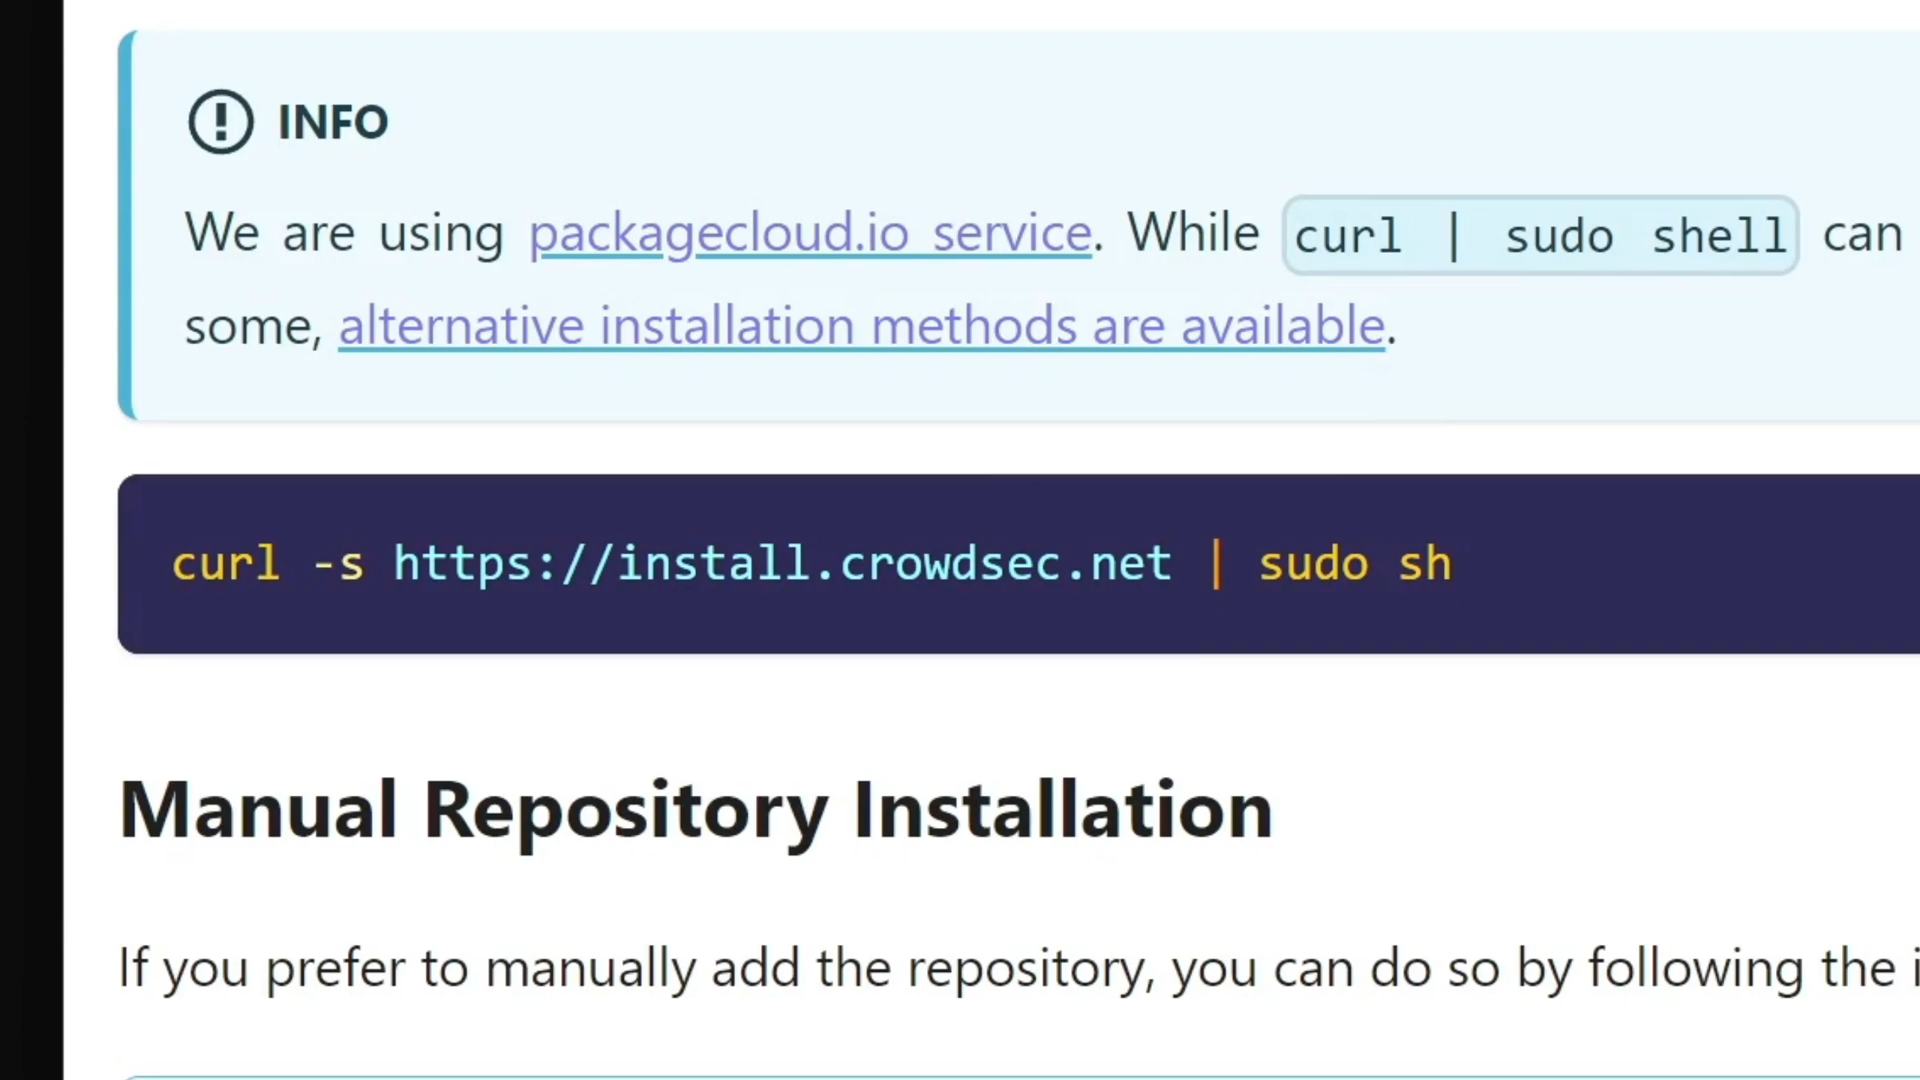 INFO
We are using packagecloud.io service. While curl | sudo shell can
some, alternative installation methods are available.
curl -s https://install.crowdsec.net | sudo sh
Manual Repository Installation
If you prefer to manually add the repository, you can do so by following the